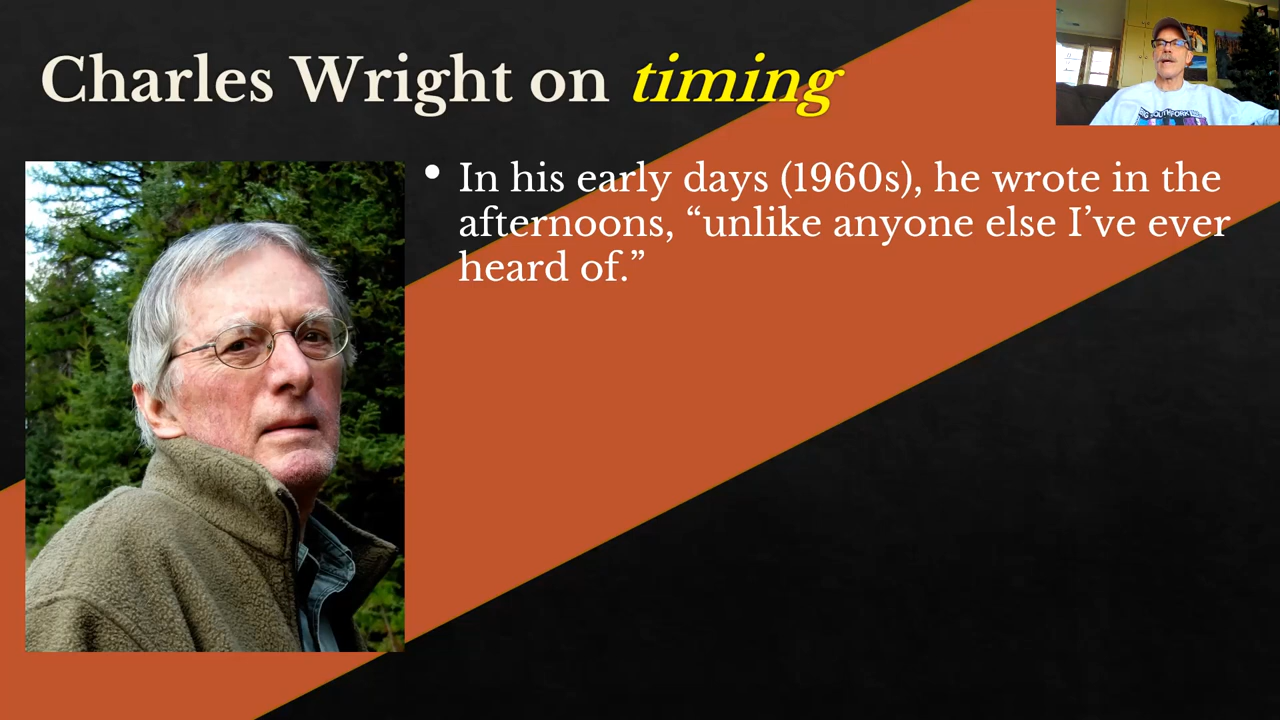 Charles Wright on timing
• In his early days (1960s), he wrote in the
afternoons, “unlike anyone else I’ve ever
heard of.”